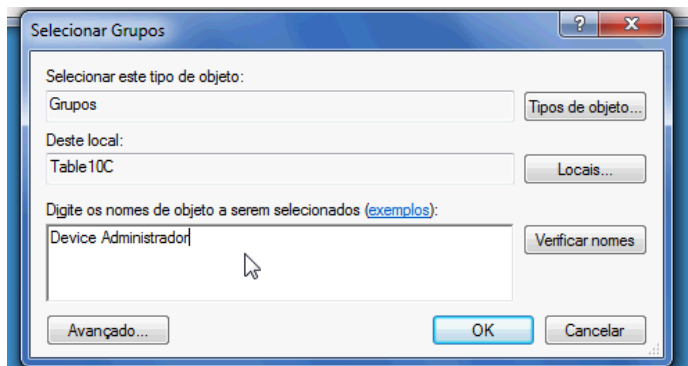 Selecionar Grupos
Selecionar este tipo de objeto:
Grupos
Tipos de objeto...
Deste local:
Table10C
Locais...
Digite os nomes de objeto a serem selecionados (exemplos):
Device Administrador
Verificar nomes
Avançado...
OK
Cancelar